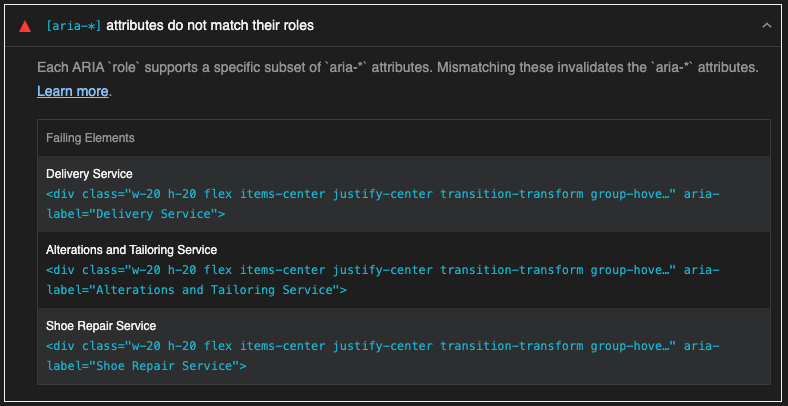 [aria-*] attributes do not match their roles
Each ARIA `role` supports a specific subset of `aria-*` attributes. Mismatching these invalidates the `aria-*` attributes.
Learn more.
Failing Elements
Delivery Service
<div class="w-20 h-20 flex items-center justify-center transition-transform group-hove…" aria-
label="Delivery Service">
Alterations and Tailoring Service
<div class="w-20 h-20 flex items-center justify-center transition-transform group-hove…" aria-
label="Alterations and Tailoring Service">
Shoe Repair Service
<div class="w-20 h-20 flex items-center justify-center transition-transform group-hove…" aria-
label="Shoe Repair Service">